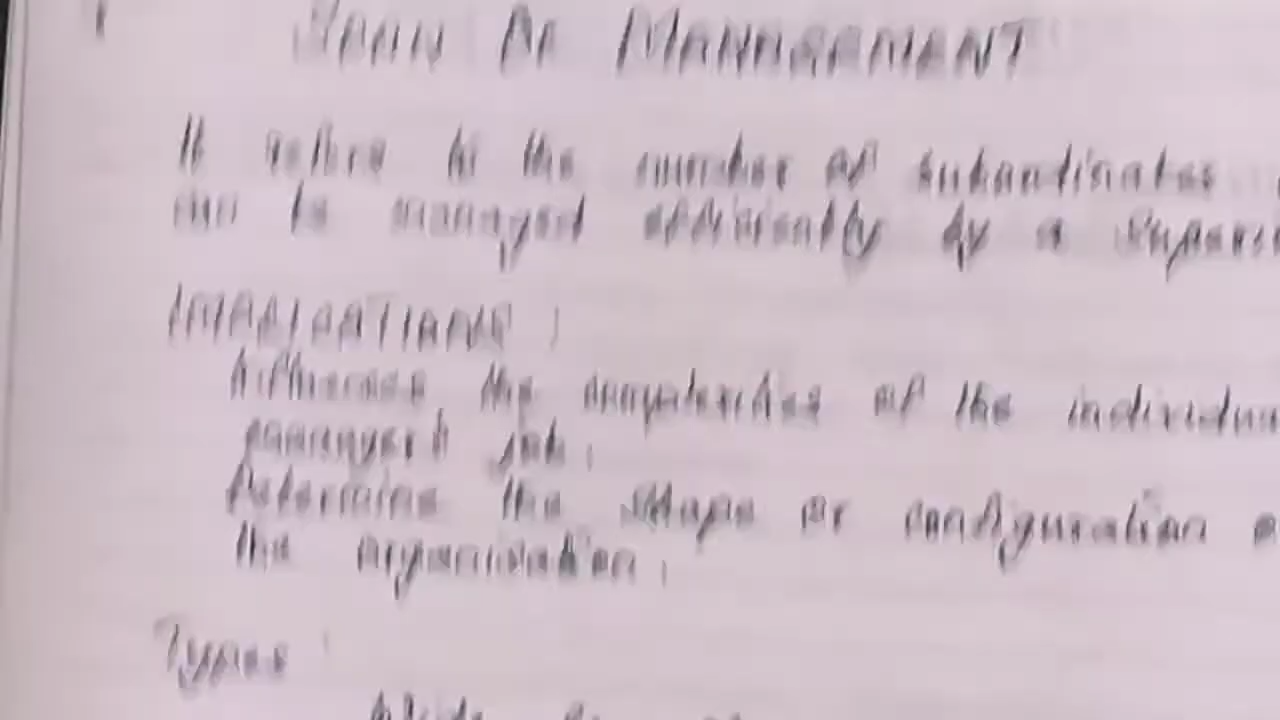 SPAN OF MANAGEMENT
It refers to the number of subordinates
can be managed efficiently by a
IMPLICATIONS :
Influences the complexities of the
manager's job.
Determine the shape or configuration
the organisation.
Types :
Wide